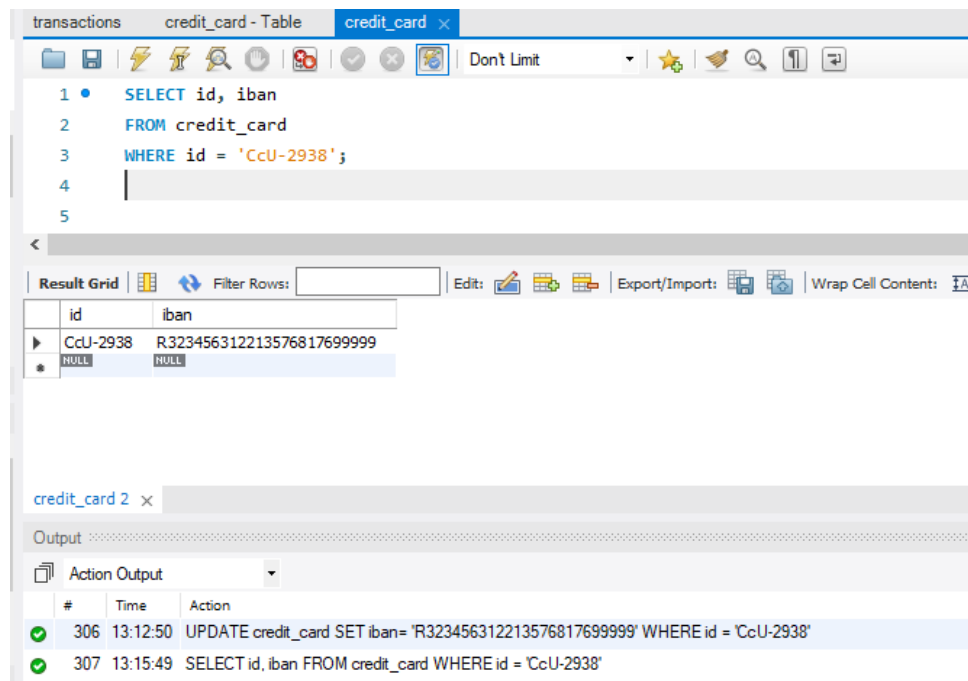 transactions credit_card - Table credit_card
Don't Limit
1 SELECT id, iban
2 FROM credit_card
3 WHERE id = 'CcU-2938';
4
5
Result Grid Filter Rows: Edit: Export/Import: Wrap Cell Content:
id iban
CcU-2938 R323456312213576817699999
NULL NULL
credit_card 2
Output
Action Output
# Time Action
306 13:12:50 UPDATE credit_card SET iban= 'R323456312213576817699999' WHERE id = 'CcU-2938'
307 13:15:49 SELECT id, iban FROM credit_card WHERE id = 'CcU-2938'